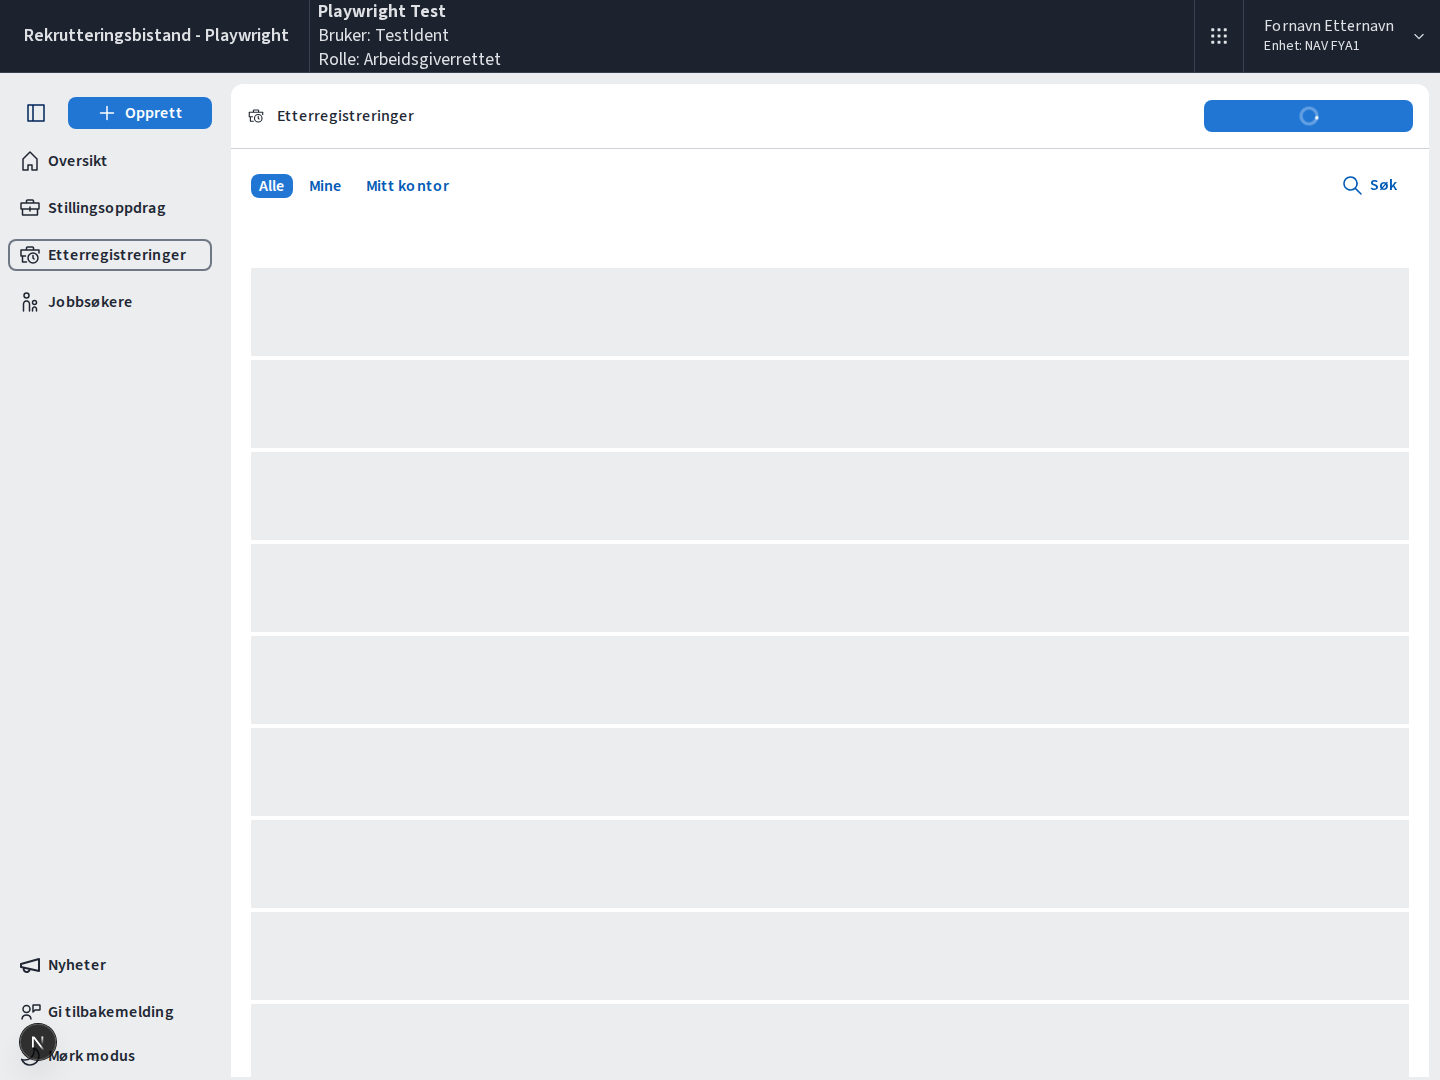 Rekrutteringsbistand - Playwright
Playwright Test
Bruker: TestIdent
Rolle: Arbeidsgiverrettet
Fornavn Etternavn
Enhet: NAV FYA1
Opprett
Oversikt
Stillingsoppdrag
Etterregistreringer
Jobbsøkere
Etterregistreringer
Alle
Mine
Mitt kontor
Søk
Nyheter
Gi tilbakemelding
N
Mørk modus